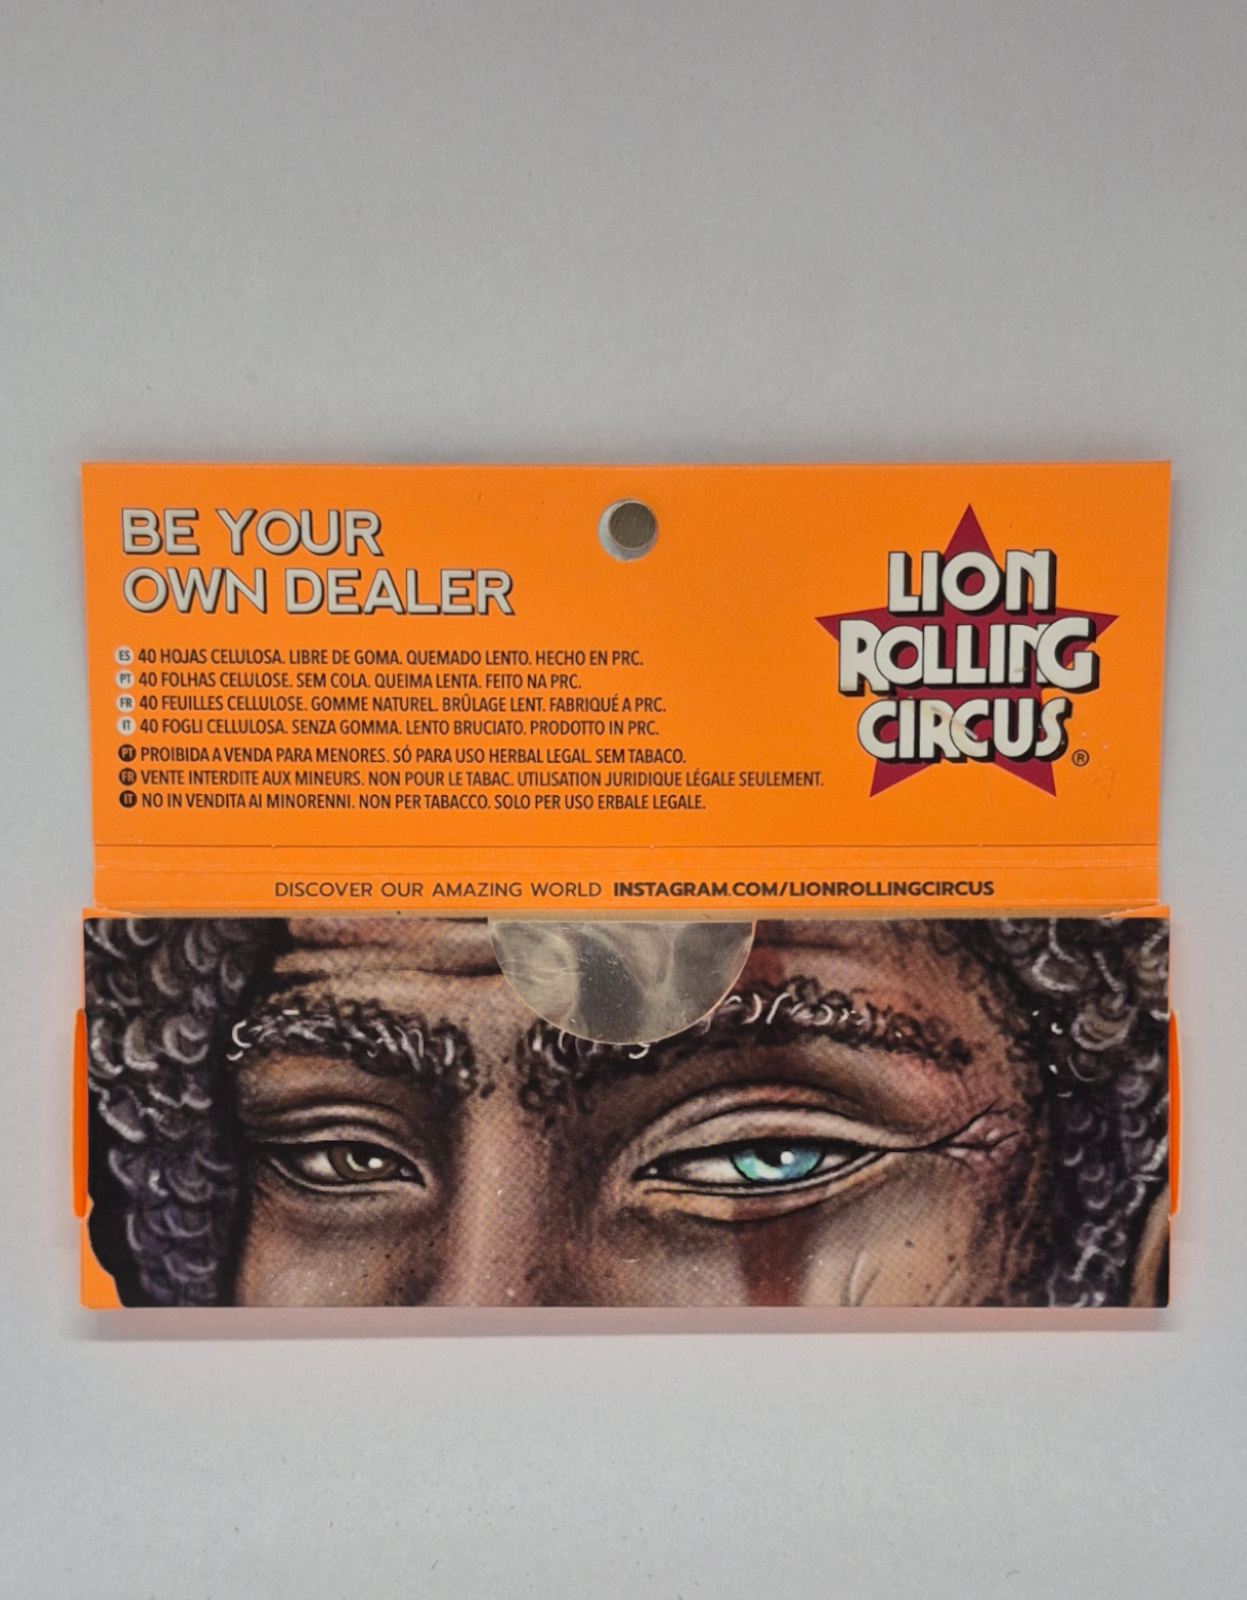 BE YOUR
OWN DEALER
ES 40 HOJAS CELULOSA. LIBRE DE GOMA. QUEMADO LENTO. HECHO EN PRC.
PT 40 FOLHAS CELULOSE. SEM COLA. QUEIMA LENTA. FEITO NA PRC.
FR 40 FEUILLES CELLULOSE. GOMME NATUREL. BRÛLAGE LENT. FABRIQUÉ A PRC.
IT 40 FOGLI CELLULOSA. SENZA GOMMA. LENTO BRUCIATO. PRODOTTO IN PRC.
PT PROIBIDA A VENDA PARA MENORES. SÓ PARA USO HERBAL LEGAL. SEM TABACO.
FR VENTE INTERDITE AUX MINEURS. NON POUR LE TABAC. UTILISATION JURIDIQUE LÉGALE SEULEMENT.
IT NO IN VENDITA AI MINORENNI. NON PER TABACCO. SOLO PER USO ERBALE LEGALE.
LION
ROLLING
CIRCUS®
DISCOVER OUR AMAZING WORLD INSTAGRAM.COM/LIONROLLINGCIRCUS